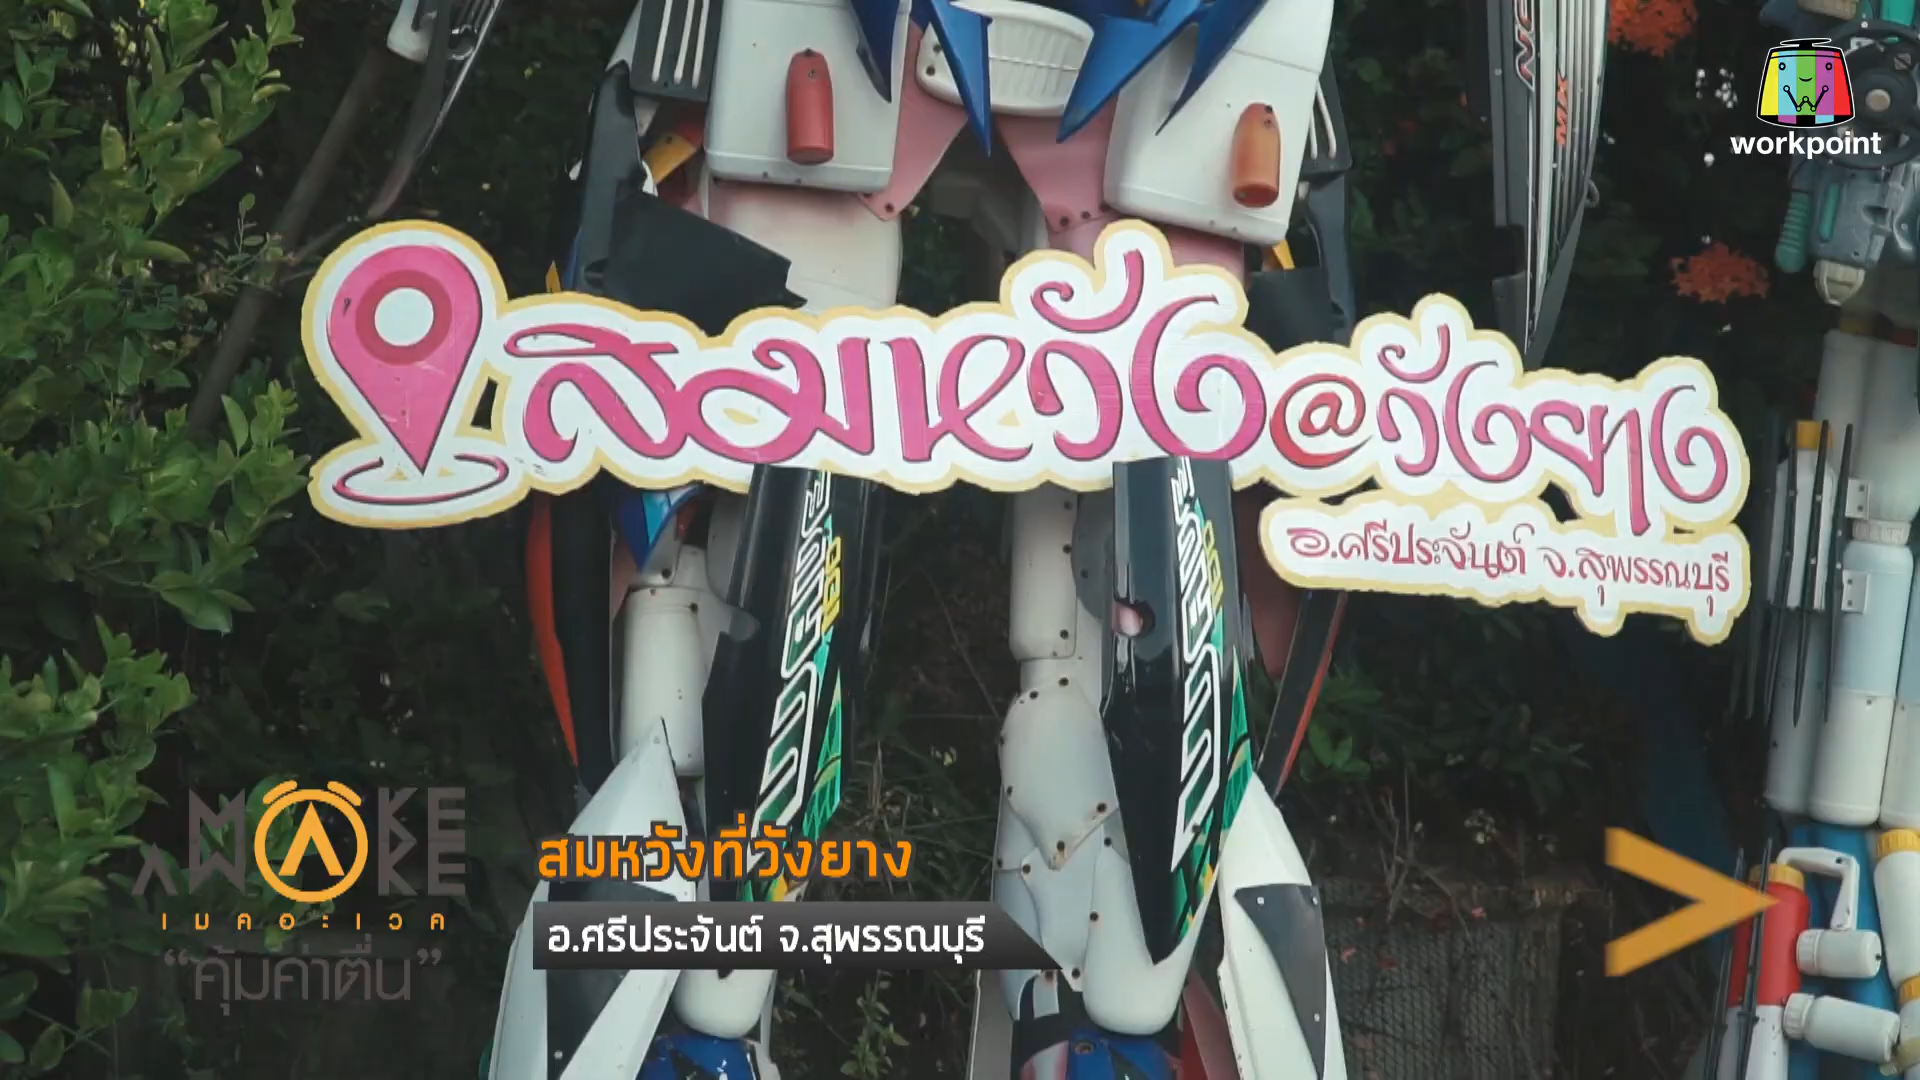 workpoint
MX
สมหวัง@วังยาง
อ.ศรีประจันต์ จ.สุพรรณบุรี
MAKE
AWAKE
เมคอะเวค
“คุ้มค่าตื่น”
สมหวังที่วังยาง
อ.ศรีประจันต์ จ.สุพรรณบุรี